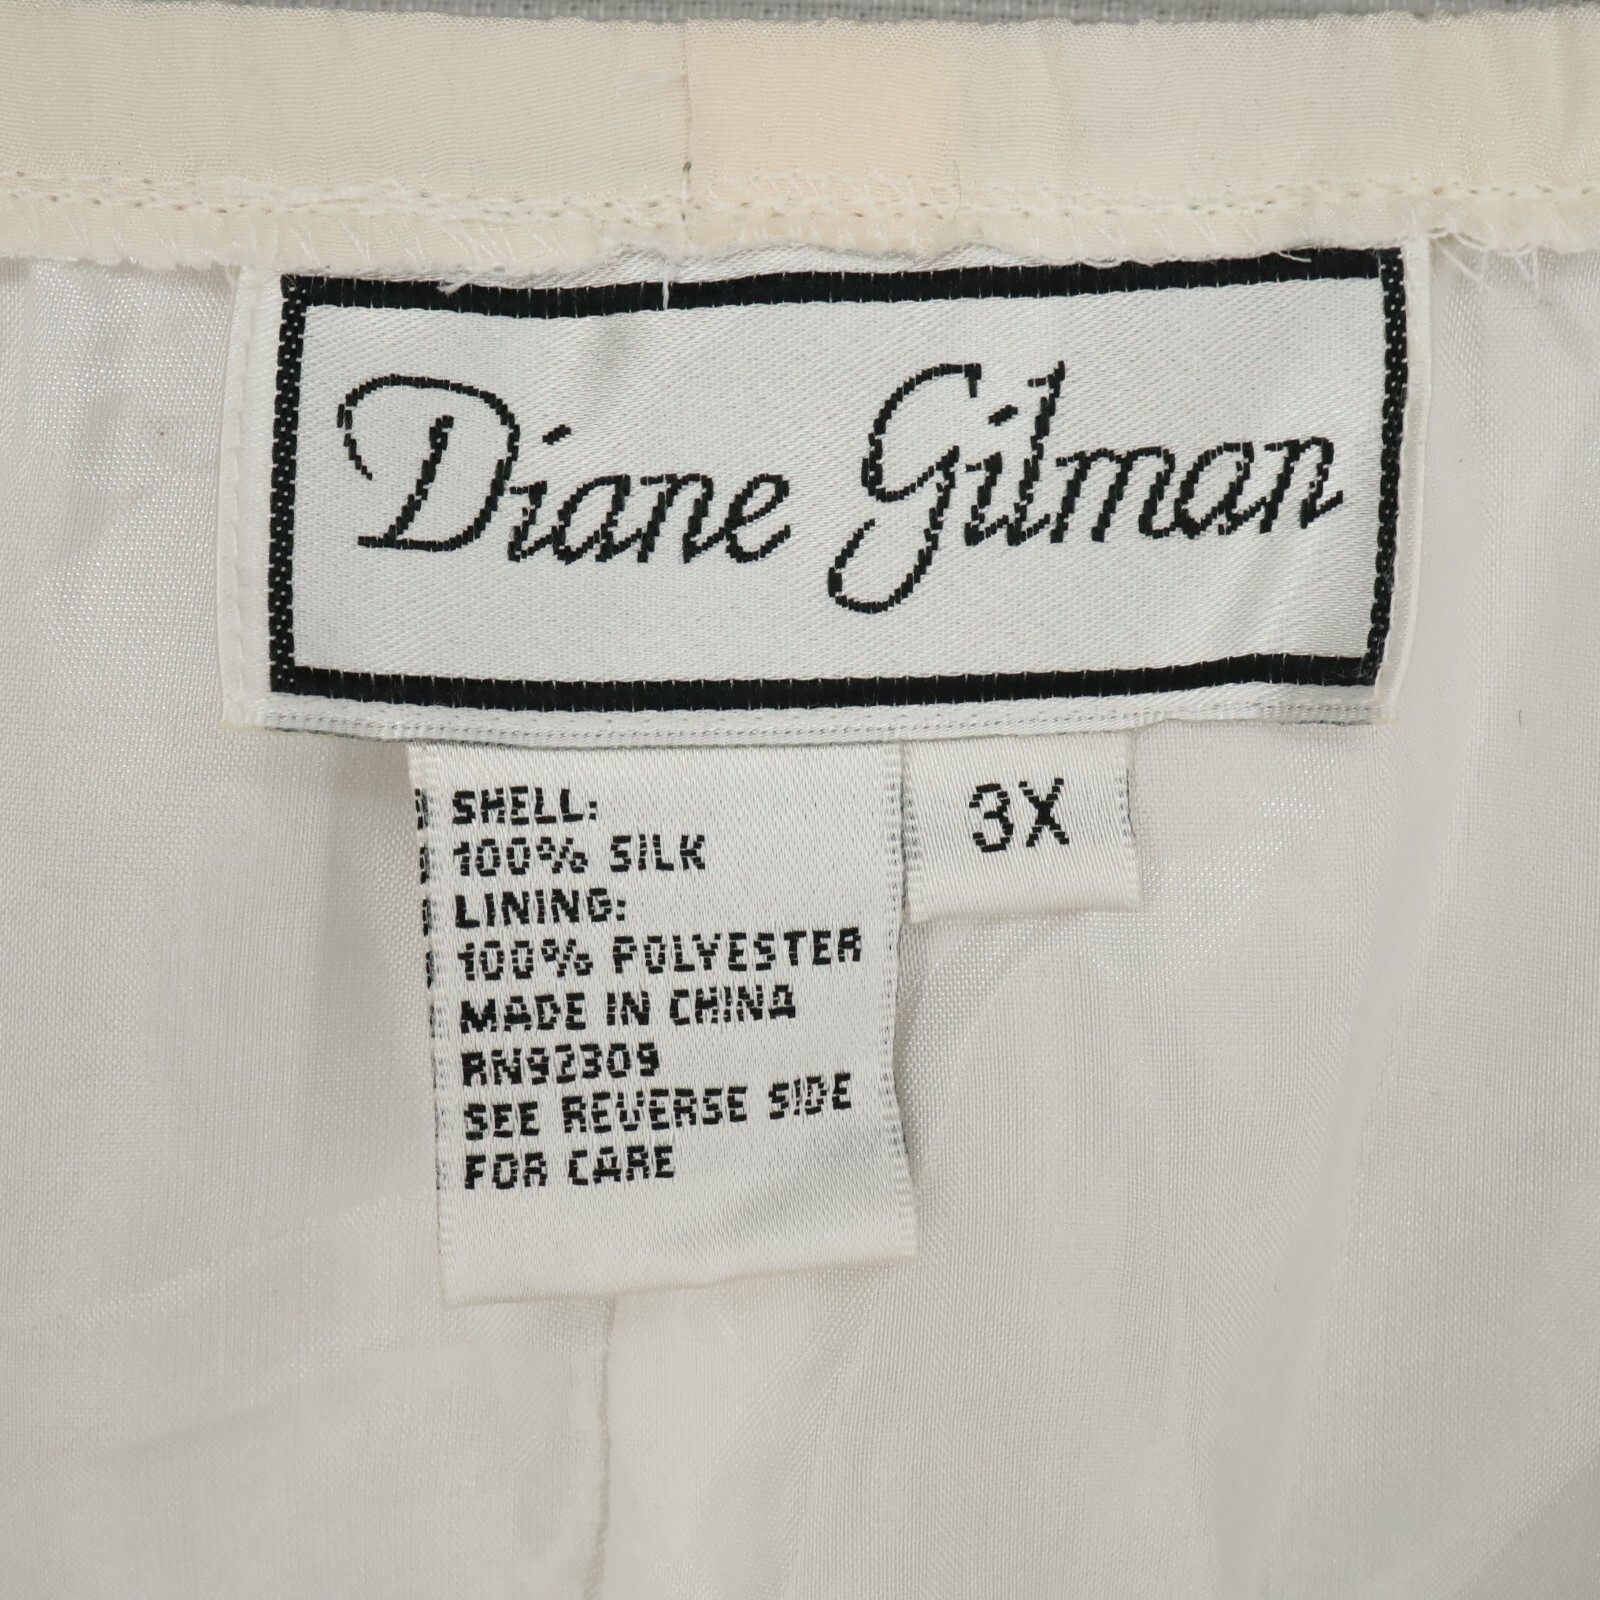 Diane Gilman
3X
SHELL:
100% SILK
LINING:
100% POLYESTER
MADE IN CHINA
RN92309
SEE REVERSE SIDE
FOR CARE